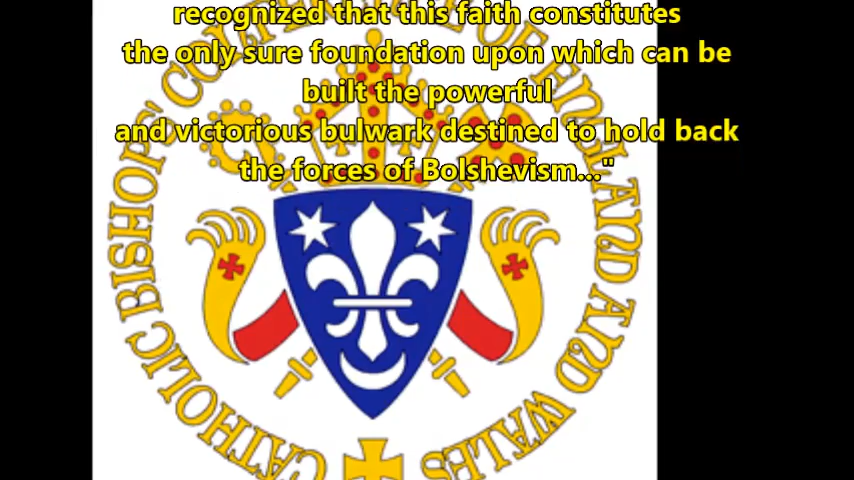 recognized that this faith constitutes
the only sure foundation upon which can be
built the powerful
and victorious bulwark destined to hold back
the forces of Bolshevism..."
CATHOLIC BISHOPS' CONFERENCE OF ENGLAND AND WALES